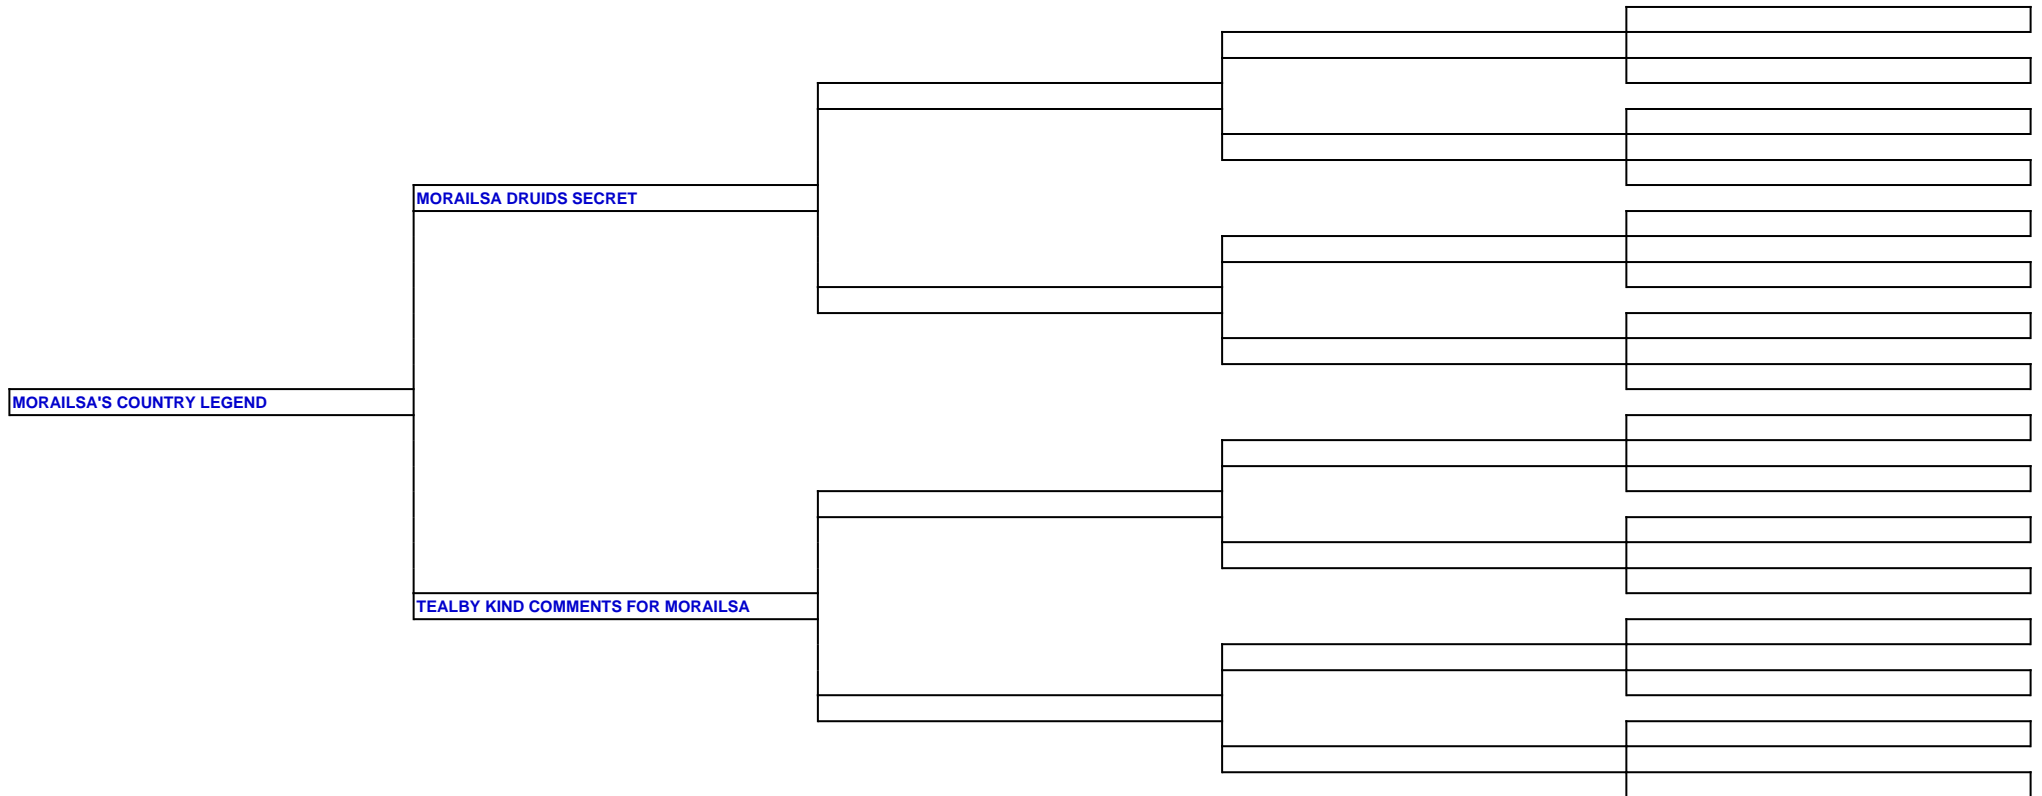 MORAILSA DRUIDS SECRET
MORAILSA'S COUNTRY LEGEND
TEALBY KIND COMMENTS FOR MORAILSA